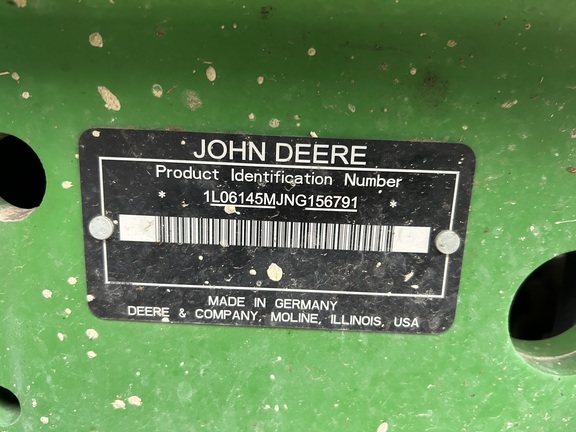 JOHN DEERE
Product Identification Number
* 1L06145MJNG156791 *
MADE IN GERMANY
DEERE & COMPANY, MOLINE, ILLINOIS, USA